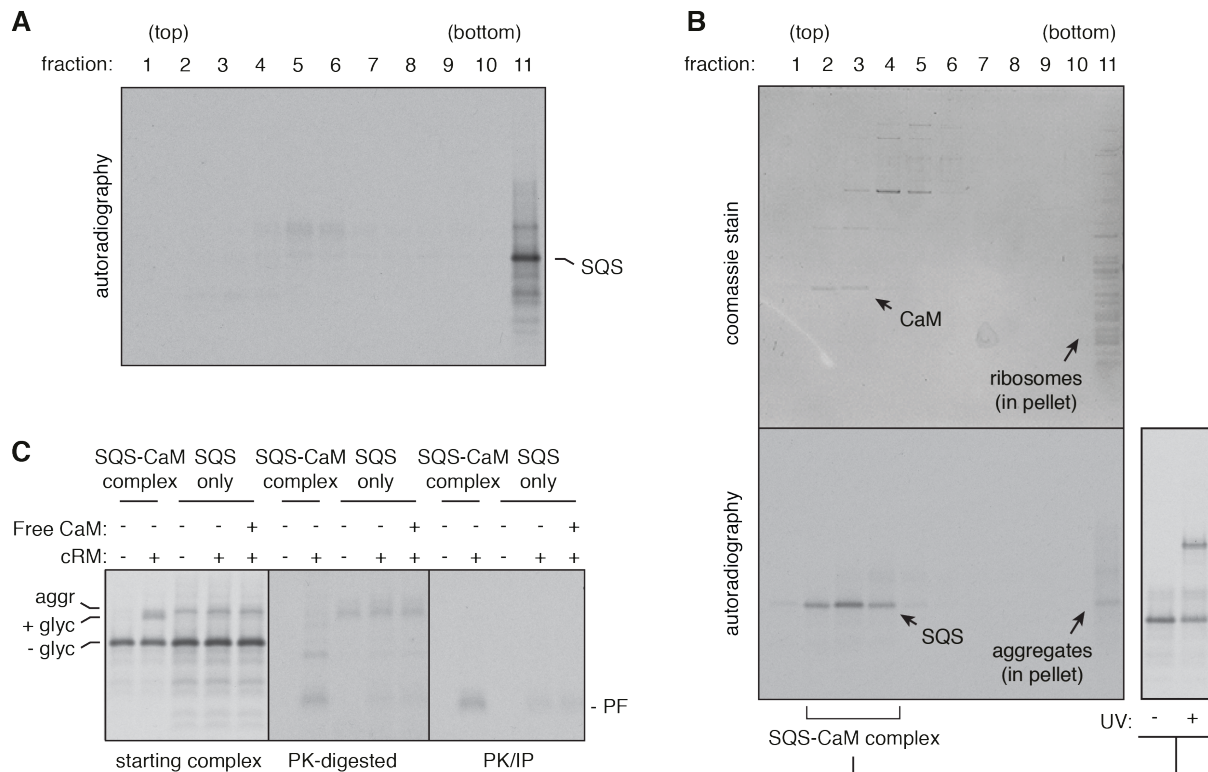 A
(top) (bottom)
fraction: 1 2 3 4 5 6 7 8 9 10 11
autoradiography
SQS
B
(top) (bottom)
fraction: 1 2 3 4 5 6 7 8 9 10 11
coomassie stain
CaM
ribosomes
(in pellet)
autoradiography
SQS
aggregates
(in pellet)
SQS-CaM complex
UV: - +
C
SQS-CaM SQS SQS-CaM SQS SQS-CaM SQS
complex only complex only complex only
Free CaM: - - - - + - - - - + - - - - +
cRM: - + - + + - + - + + - + - + +
aggr
+ glyc
- glyc
- PF
starting complex PK-digested PK/IP